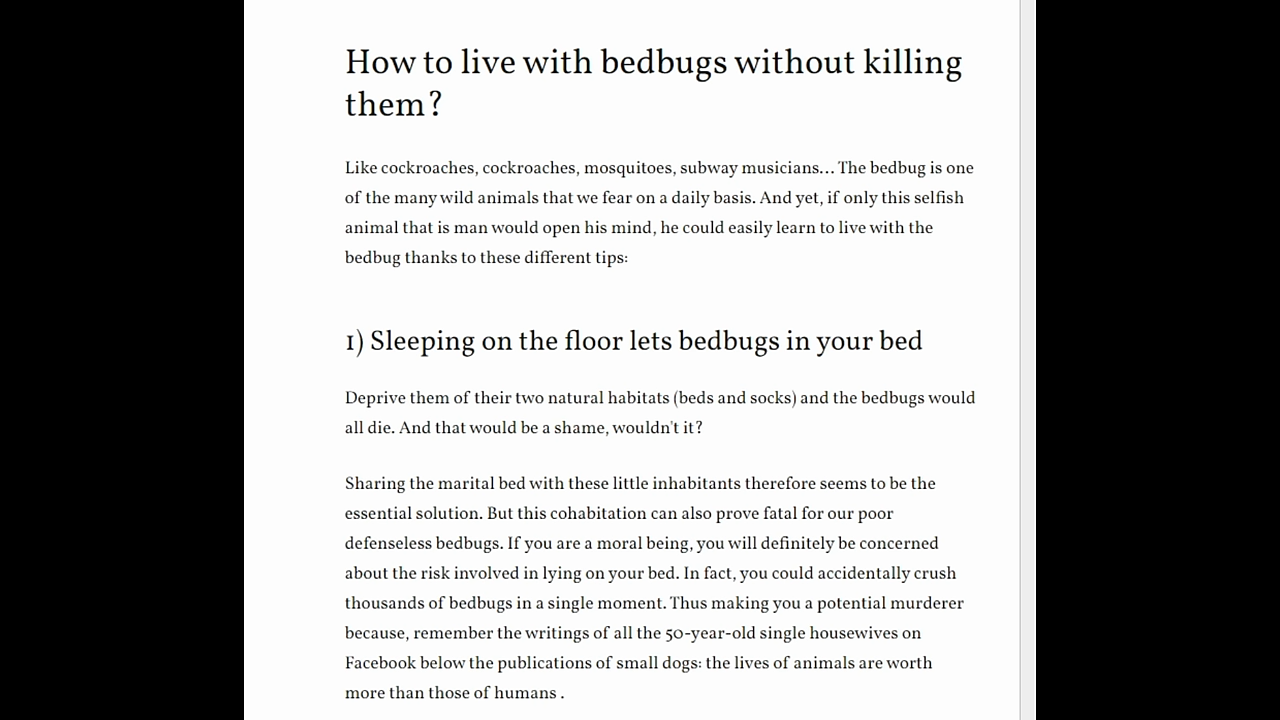 How to live with bedbugs without killing
them?
Like cockroaches, cockroaches, mosquitoes, subway musicians… The bedbug is one
of the many wild animals that we fear on a daily basis. And yet, if only this selfish
animal that is man would open his mind, he could easily learn to live with the
bedbug thanks to these different tips:
1) Sleeping on the floor lets bedbugs in your bed
Deprive them of their two natural habitats (beds and socks) and the bedbugs would
all die. And that would be a shame, wouldn't it?
Sharing the marital bed with these little inhabitants therefore seems to be the
essential solution. But this cohabitation can also prove fatal for our poor
defenseless bedbugs. If you are a moral being, you will definitely be concerned
about the risk involved in lying on your bed. In fact, you could accidentally crush
thousands of bedbugs in a single moment. Thus making you a potential murderer
because, remember the writings of all the 50-year-old single housewives on
Facebook below the publications of small dogs: the lives of animals are worth
more than those of humans .